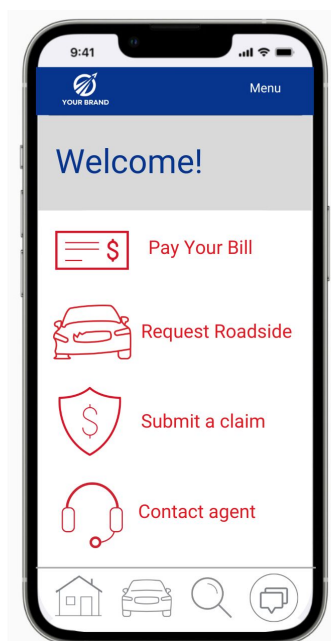 9:41
YOUR BRAND
Menu
Welcome!
$ Pay Your Bill
Request Roadside
$ Submit a claim
Contact agent